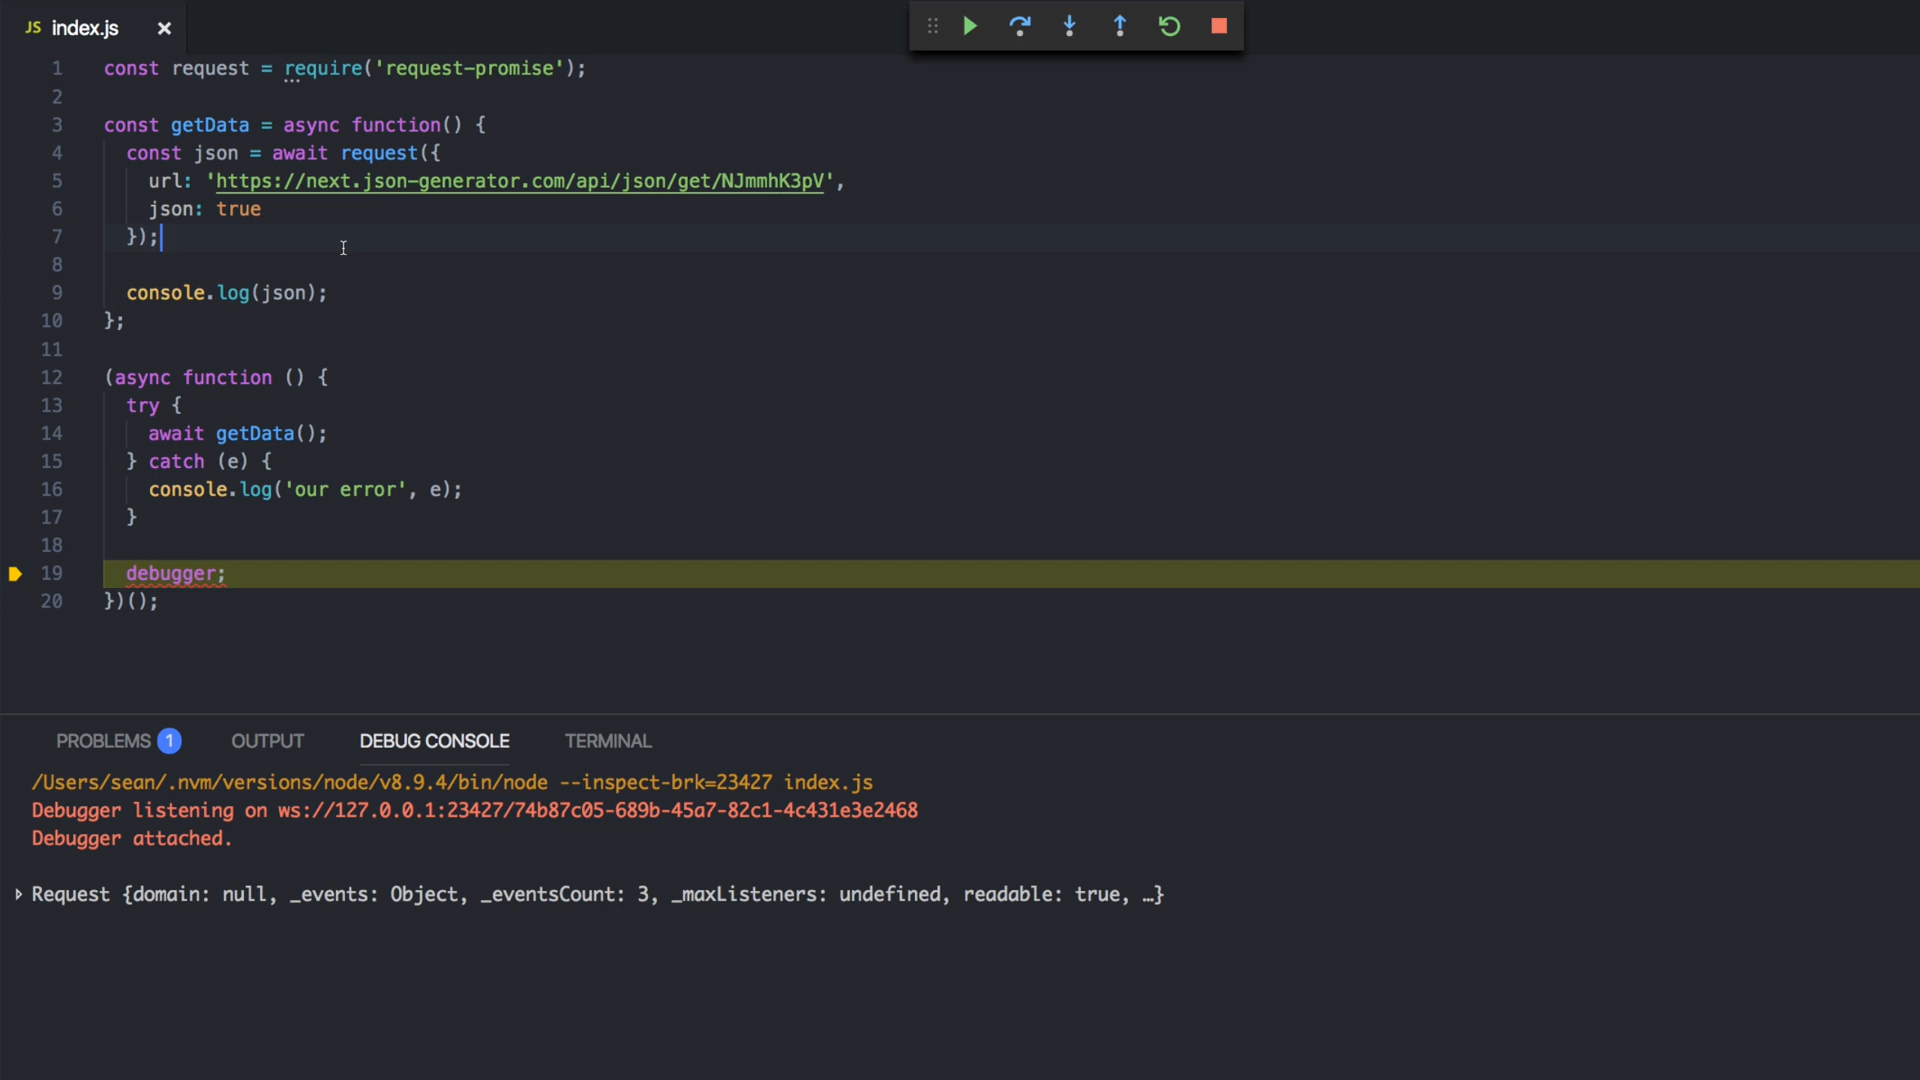 JS index.js
1 const request = require('request-promise');
2
3 const getData = async function() {
4 const json = await request({
5 url: 'https://next.json-generator.com/api/json/get/NJmmhK3pV',
6 json: true
7 });
8
9 console.log(json);
10 };
11
12 (async function () {
13 try {
14 await getData();
15 } catch (e) {
16 console.log('our error', e);
17 }
18
19 debugger;
20 })();
PROBLEMS 1 OUTPUT DEBUG CONSOLE TERMINAL
/Users/sean/.nvm/versions/node/v8.9.4/bin/node --inspect-brk=23427 index.js
Debugger listening on ws://127.0.0.1:23427/74b87c05-689b-45a7-82c1-4c431e3e2468
Debugger attached.
Request {domain: null, _events: Object, _eventsCount: 3, _maxListeners: undefined, readable: true, …}